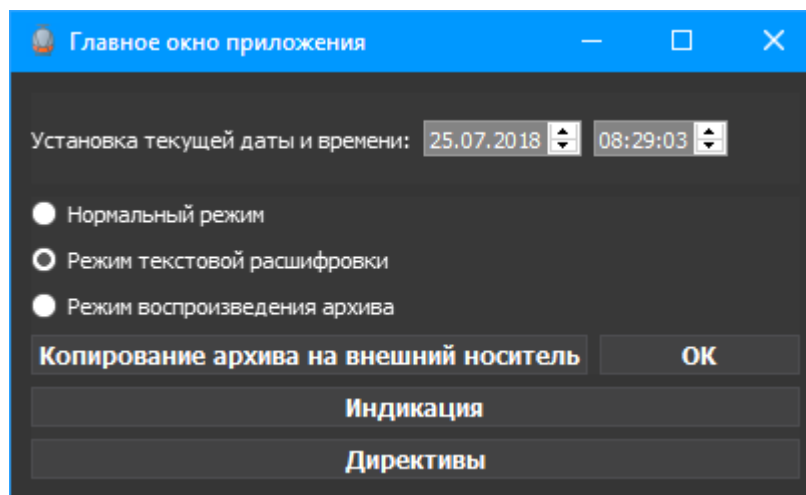 Главное окно приложения
Установка текущей даты и времени: 25.07.2018 08:29:03
Нормальный режим
Режим текстовой расшифровки
Режим воспроизведения архива
Копирование архива на внешний носитель ОК
Индикация
Директивы